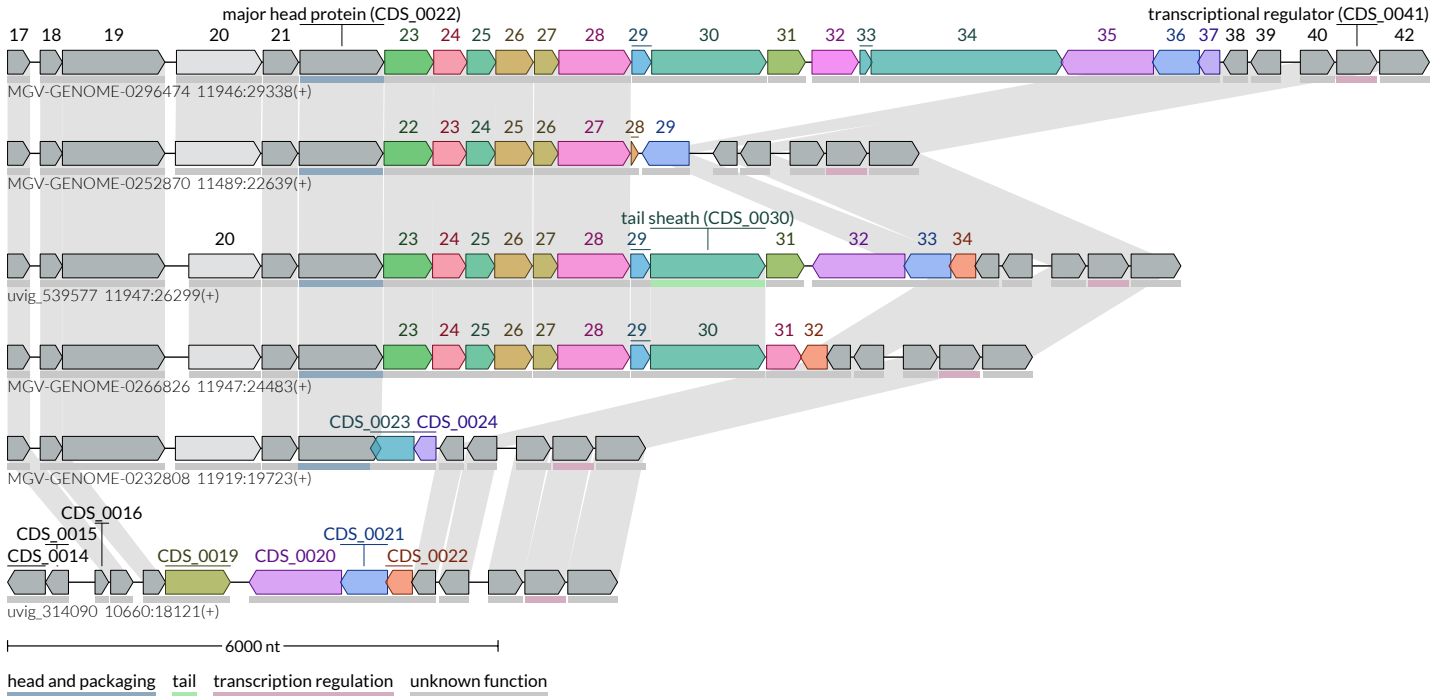 major head protein (CDS_0022) transcriptional regulator (CDS_0041)
17 18 19 20 21 23 24 25 26 27 28 29 30 31 32 33 34 35 36 37 38 39 40 42
MGV-GENOME-0296474 11946:29338(+)
22 23 24 25 26 27 28 29
MGV-GENOME-0252870 11489:22639(+)
tail sheath (CDS_0030)
20 23 24 25 26 27 28 29 31 32 33 34
uvig_539577 11947:26299(+)
23 24 25 26 27 28 29 30 31 32
MGV-GENOME-0266826 11947:24483(+)
CDS_0023 CDS_0024
MGV-GENOME-0232808 11919:19723(+)
CDS_0016
CDS_0015 CDS_0021
CDS_0014 CDS_0019 CDS_0020 CDS_0022
uvig_314090 10660:18121(+)
6000 nt
head and packaging tail transcription regulation unknown function